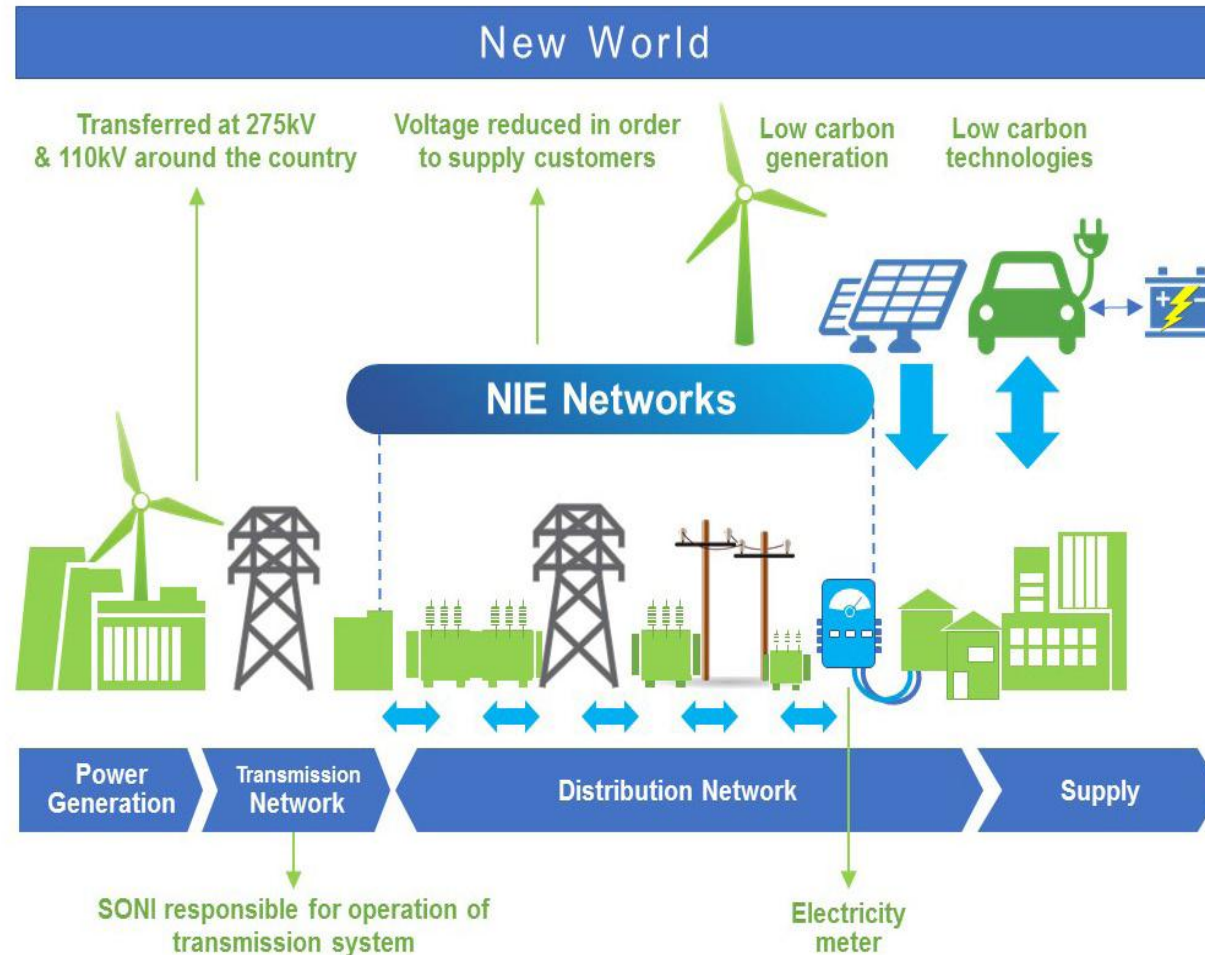 New World
Transferred at 275kV
& 110kV around the country
Voltage reduced in order
to supply customers
Low carbon
generation
Low carbon
technologies
NIE Networks
Power
Generation
Transmission
Network
Distribution Network
Supply
SONI responsible for operation of
transmission system
Electricity
meter